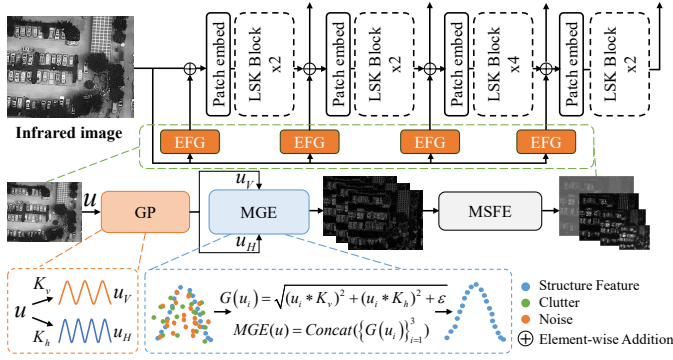 Patch embed
LSK Block
x2
Patch embed
LSK Block
x2
Patch embed
LSK Block
x4
Patch embed
LSK Block
x2
Infrared image
EFG
EFG
EFG
EFG
u
GP
u_V
MGE
u_H
MSFE
K_v
u
K_h
u_V
u_H
G(u_i) = √((u_i * K_v)^2 + (u_i * K_h)^2 + ε
MGE(u) = Concat({G(u_i)}_{i=1}^3)
Structure Feature
Clutter
Noise
⊕ Element-wise Addition